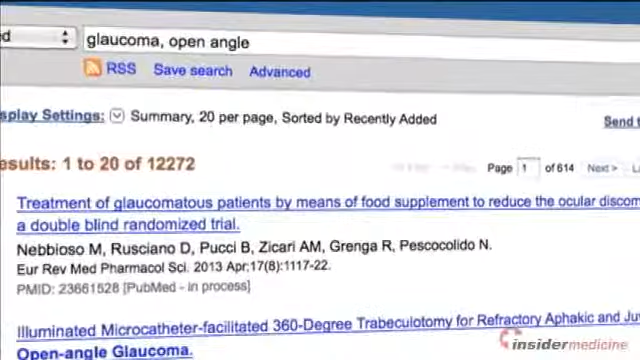 glaucoma, open angle
RSS Save search Advanced
splay Settings: Summary, 20 per page, Sorted by Recently Added Send t
esults: 1 to 20 of 12272
Page 1 of 614 Next >
Treatment of glaucomatous patients by means of food supplement to reduce the ocular discom
a double blind randomized trial.
Nebbioso M, Rusciano D, Pucci B, Zicari AM, Grenga R, Pescocolido N.
Eur Rev Med Pharmacol Sci. 2013 Apr;17(8):1117-22.
PMID: 23661528 [PubMed - in process]
Illuminated Microcatheter-facilitated 360-Degree Trabeculotomy for Refractory Aphakic and Ju
Open-angle Glaucoma.
insidermedicine